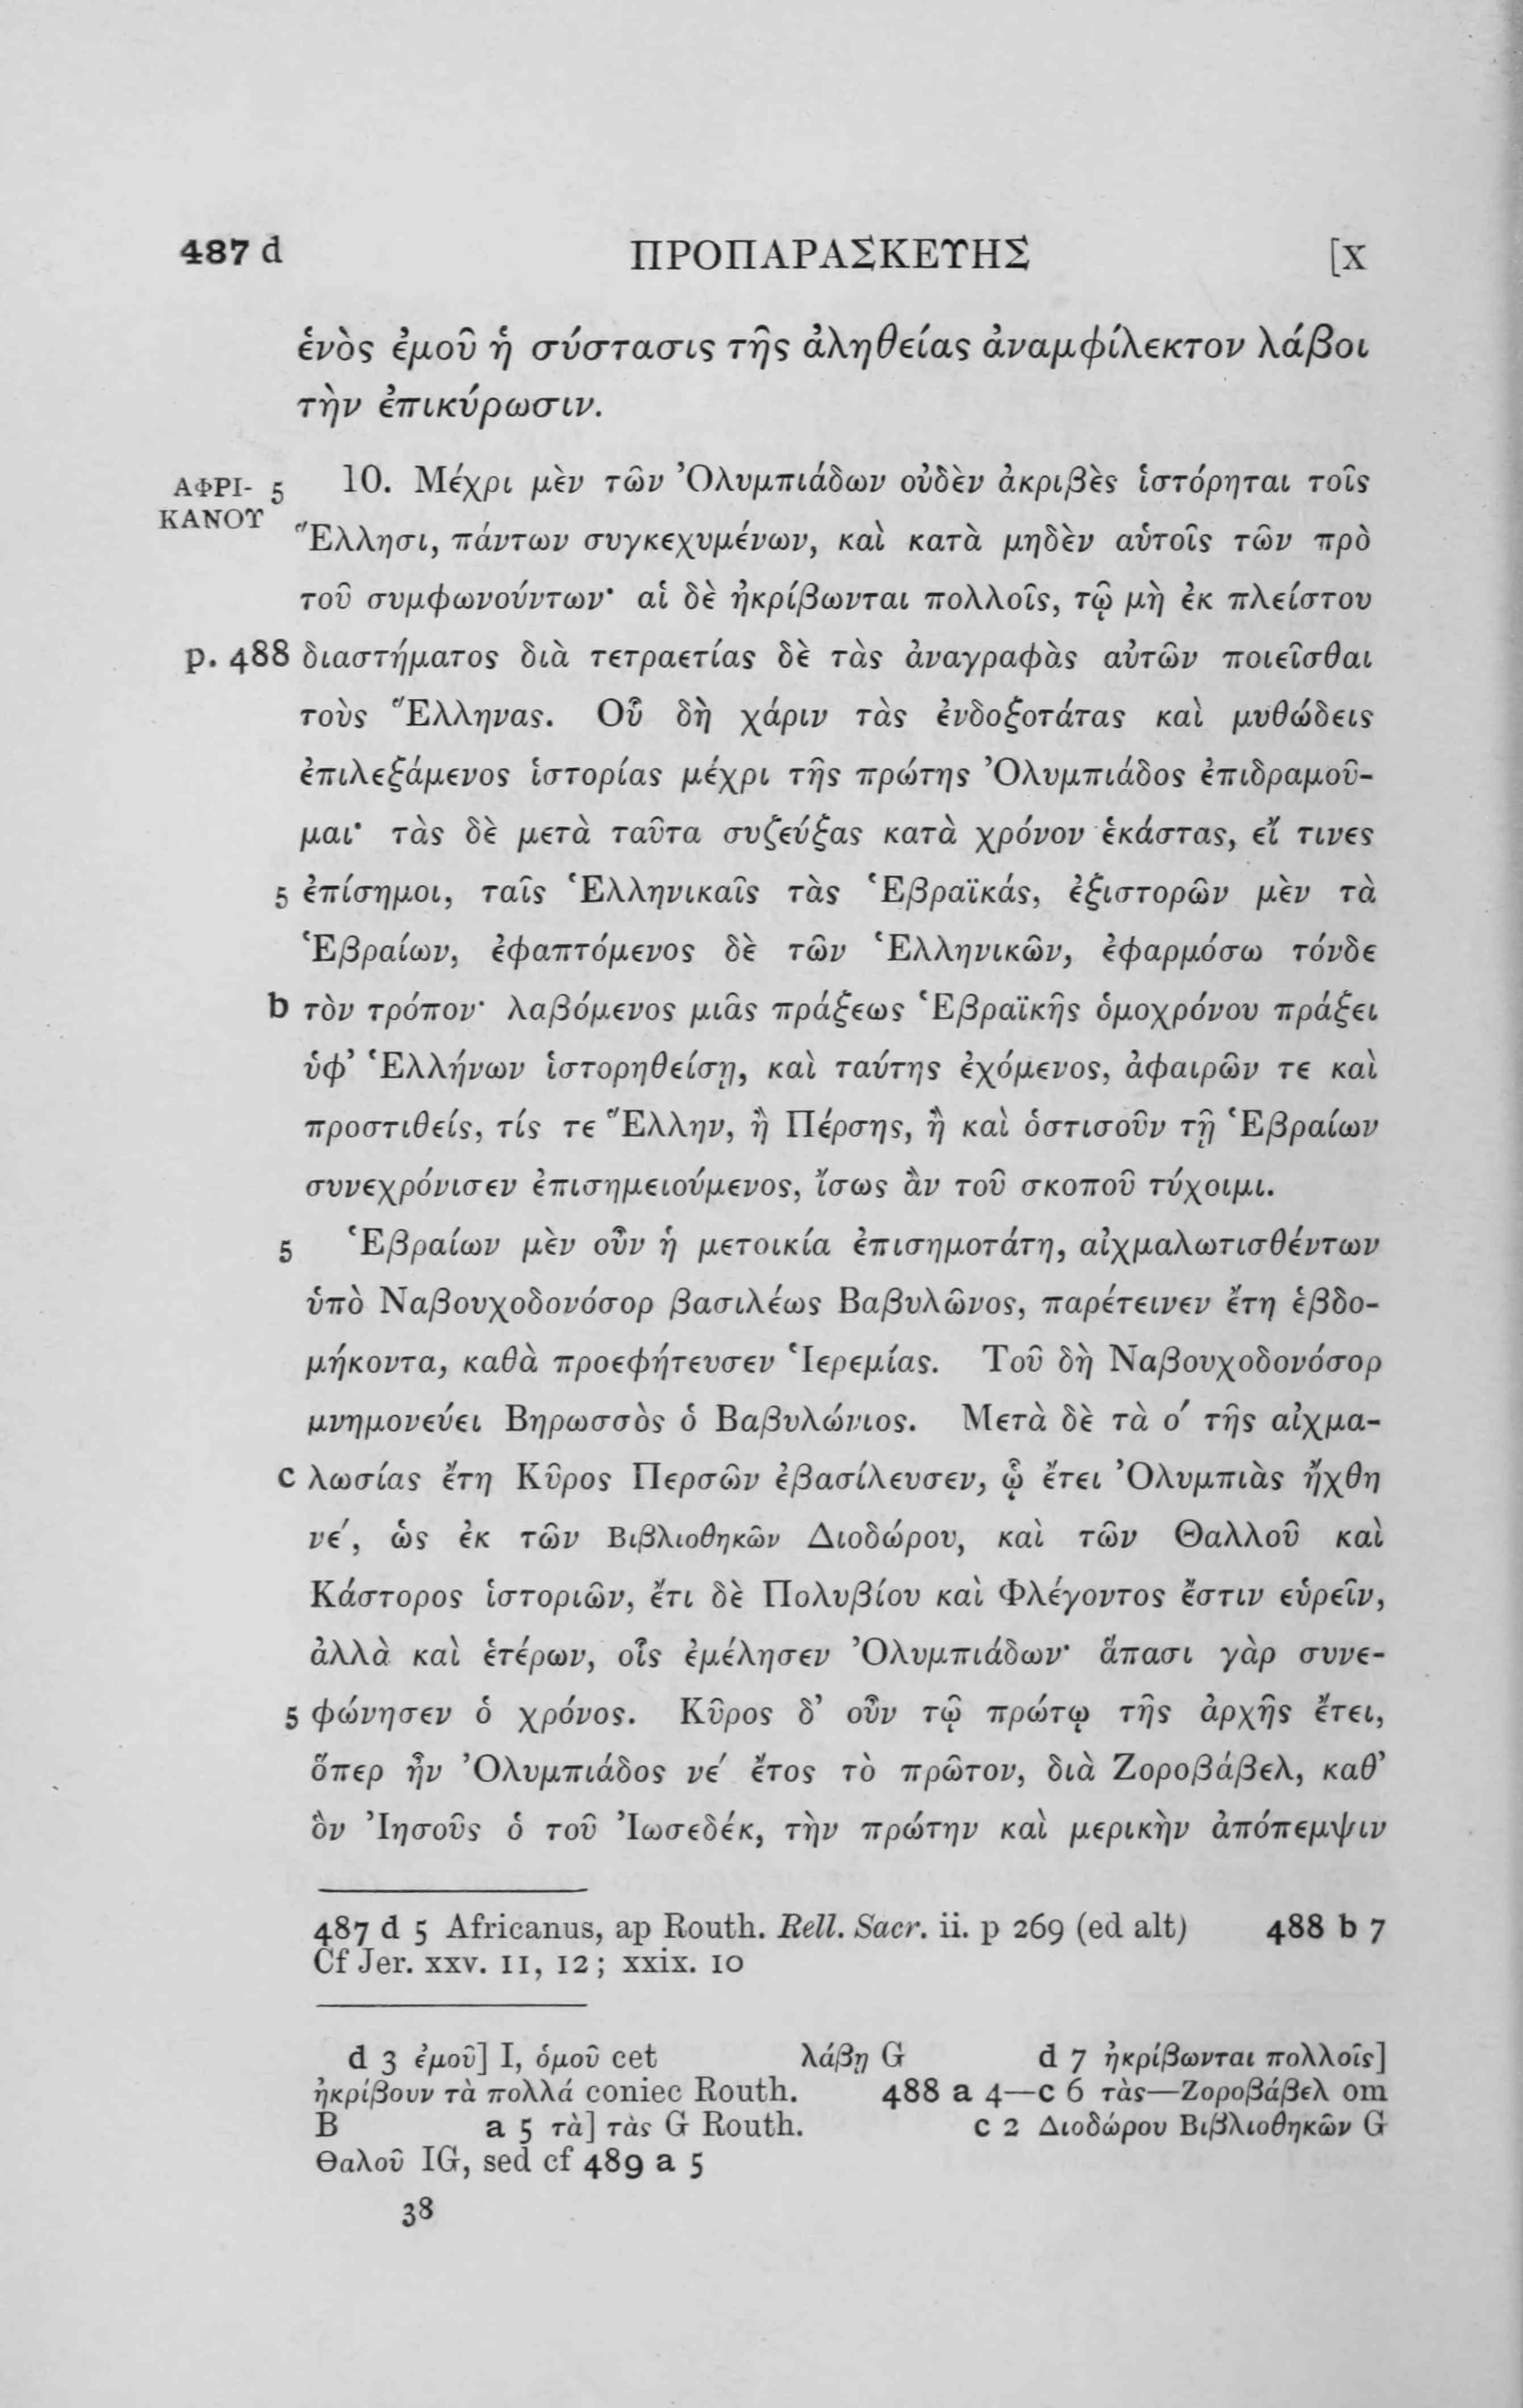 487 d ΠΡΟΠΑΡΑΣΚΕΥΗΣ [X
ἑνὸς ἐμοῦ ἡ σύστασις τῆς ἀληθείας ἀναμφίλεκτον λάβοι
τὴν ἐπικύρωσιν.
ΑΦΡΙ- 5 10. Μέχρι μὲν τῶν Ὀλυμπιάδων οὐδὲν ἀκριβὲς ἱστόρηται τοῖς
ΚΑΝΟΥ Ἕλλησι, πάντων συγκεχυμένων, καὶ κατὰ μηδὲν αὑτοῖς τῶν πρὸ
τοῦ συμφωνούντων· αἱ δὲ ἠκρίβωνται πολλοῖς, τῷ μὴ ἐκ πλείστου
p. 488 διαστήματος διὰ τετραετίας δὲ τὰς ἀναγραφὰς αὐτῶν ποιεῖσθαι
τοὺς Ἕλληνας. Οὗ δὴ χάριν τὰς ἐνδοξοτάτας καὶ μυθώδεις
ἐπιλεξάμενος ἱστορίας μέχρι τῆς πρώτης Ὀλυμπιάδος ἐπιδραμοῦ-
μαι· τὰς δὲ μετὰ ταῦτα συζεύξας κατὰ χρόνον ἑκάστας, εἴ τινες
5 ἐπίσημοι, ταῖς Ἑλληνικαῖς τὰς Ἑβραϊκάς, ἐξιστορῶν μὲν τὰ
Ἑβραίων, ἐφαπτόμενος δὲ τῶν Ἑλληνικῶν, ἐφαρμόσω τόνδε
b τὸν τρόπον· λαβόμενος μιᾶς πράξεως Ἑβραϊκῆς ὁμοχρόνου πράξει
ὑφ’ Ἑλλήνων ἱστορηθείσῃ, καὶ ταύτης ἐχόμενος, ἀφαιρῶν τε καὶ
προστιθείς, τίς τε Ἕλλην, ἢ Πέρσης, ἢ καὶ ὁστισοῦν τῇ Ἑβραίων
συνεχρόνισεν ἐπισημειούμενος, ἴσως ἂν τοῦ σκοποῦ τύχοιμι.
5 Ἑβραίων μὲν οὖν ἡ μετοικία ἐπισημοτάτη, αἰχμαλωτισθέντων
ὑπὸ Ναβουχοδονόσορ βασιλέως Βαβυλῶνος, παρέτεινεν ἔτη ἑβδο-
μήκοντα, καθὰ προεφήτευσεν Ἱερεμίας. Τοῦ δὴ Ναβουχοδονόσορ
μνημονεύει Βηρωσσὸς ὁ Βαβυλώνιος. Μετὰ δὲ τὰ ο′ τῆς αἰχμα-
c λωσίας ἔτη Κῦρος Περσῶν ἐβασίλευσεν, ᾧ ἔτει Ὀλυμπιὰς ἤχθη
νε′, ὡς ἐκ τῶν Βιβλιοθηκῶν Διοδώρου, καὶ τῶν Θαλλοῦ καὶ
Κάστορος ἱστοριῶν, ἔτι δὲ Πολυβίου καὶ Φλέγοντος ἔστιν εὑρεῖν,
ἀλλὰ καὶ ἑτέρων, οἷς ἐμέλησεν Ὀλυμπιάδων· ἅπασι γὰρ συνε-
5 φώνησεν ὁ χρόνος. Κῦρος δ’ οὖν τῷ πρώτῳ τῆς ἀρχῆς ἔτει,
ὅπερ ἦν Ὀλυμπιάδος νε′ ἔτος τὸ πρῶτον, διὰ Ζοροβάβελ, καθ’
ὃν Ἰησοῦς ὁ τοῦ Ἰωσεδέκ, τὴν πρώτην καὶ μερικὴν ἀπόπεμψιν
487 d 5 Africanus, ap Routh. Rell. Sacr. ii. p 269 (ed alt) 488 b 7
Cf Jer. xxv. 11, 12; xxix. 10
d 3 ἐμοῦ] I, ὁμοῦ cet λάβῃ G d 7 ἠκρίβωνται πολλοῖς]
ἠκρίβουν τὰ πολλά coniec Routh. 488 a 4—c 6 τὰς—Ζοροβάβελ om
B a 5 τὰ] τὰς G Routh. c 2 Διοδώρου Βιβλιοθηκῶν G
Θαλοῦ IG, sed cf 489 a 5
38